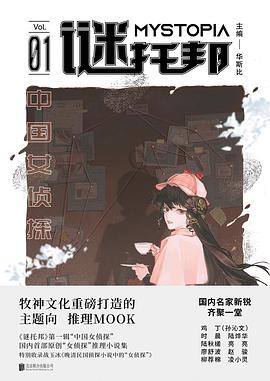 Vol.
01
谜托邦
MYSTOPIA
主编——华斯比
中国女侦探
牧神文化重磅打造的
主题向 推理MOOK
《谜托邦》第一辑“中国女侦探”
国内首部原创“女侦探”推理小说集
特别收录战玉冰《晚清民国侦探小说中的“女侦探”》
国内名家新锐
齐聚一堂
鸡 丁(孙沁文)
时 晨 陆烨华
陆秋槎 亮 亮
廖舒波 赵 骏
柳荐棉 凌小灵